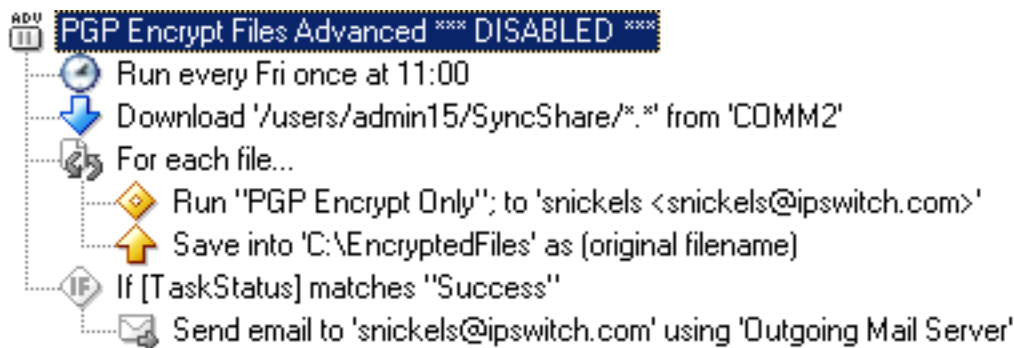 ADV
PGP Encrypt Files Advanced *** DISABLED ***
Run every Fri once at 11:00
Download '/users/admin15/SyncShare/*.*' from 'COMM2'
For each file...
Run "PGP Encrypt Only"; to 'snickels <snickels@ipswitch.com>'
Save into 'C:\EncryptedFiles' as (original filename)
IF
If [TaskStatus] matches "Success"
Send email to 'snickels@ipswitch.com' using 'Outgoing Mail Server'